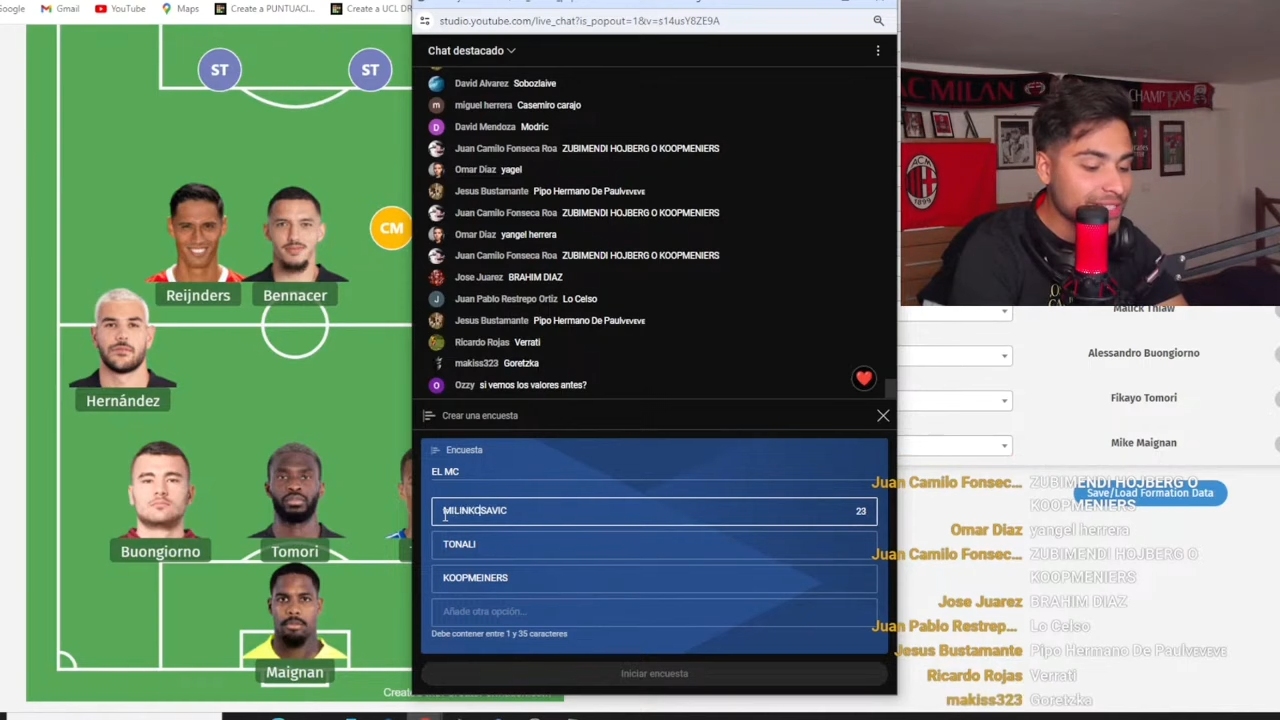 Google
Gmail
YouTube
Maps
Create a PUNTUACI...
Create a UCL DR
studio.youtube.com/live_chat?is_popout=1&v=s14usY8ZE9A
Chat destacado
David Alvarez Sobozlaive
miguel herrera Casemiro carajo
David Mendoza Modric
Juan Camilo Fonseca Roa ZUBIMENDI HOJBERG O KOOPMENIERS
Omar Diaz yagel
Jesus Bustamante Pipo Hermano De Paulveveve
Juan Camilo Fonseca Roa ZUBIMENDI HOJBERG O KOOPMENIERS
Omar Diaz yangel herrera
Juan Camilo Fonseca Roa ZUBIMENDI HOJBERG O KOOPMENIERS
Jose Juarez BRAHIM DIAZ
Juan Pablo Restrepo Ortiz Lo Celso
Jesus Bustamante Pipo Hermano De Paulveveve
Ricardo Rojas Verrati
makiss323 Goretzka
Ozzy si vemos los valores antes?
Crear una encuesta
Encuesta
EL MC
MILINKOSAVIC 23
TONALI
KOOPMEINERS
Añade otra opción...
Debe contener entre 1 y 35 caracteres
Iniciar encuesta
ST
ST
CM
Reijnders
Bennacer
Hernández
Buongiorno
Tomori
T
Maignan
AC MILAN
CHAMPIONS
ACM
1899
Malick Thiaw
Alessandro Buongiorno
Fikayo Tomori
Mike Maignan
Save/Load Formation Data
Juan Camilo Fonsec... ZUBIMENDI HOJBERG O
KOOPMENIERS
Omar Diaz yangel herrera
Juan Camilo Fonsec... ZUBIMENDI HOJBERG O
KOOPMENIERS
Jose Juarez BRAHIM DIAZ
Juan Pablo Restrep... Lo Celso
Jesus Bustamante Pipo Hermano De Paulveveve
Ricardo Rojas Verrati
makiss323 Goretzka